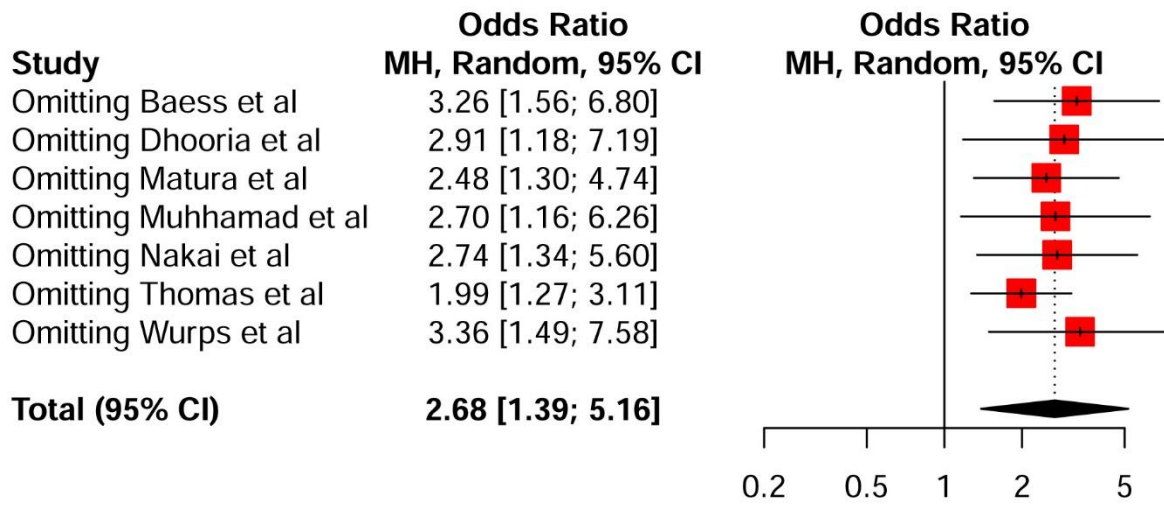 Odds Ratio Odds Ratio
Study MH, Random, 95% CI MH, Random, 95% CI
Omitting Baess et al 3.26 [1.56; 6.80]
Omitting Dhooria et al 2.91 [1.18; 7.19]
Omitting Matura et al 2.48 [1.30; 4.74]
Omitting Muhhamad et al 2.70 [1.16; 6.26]
Omitting Nakai et al 2.74 [1.34; 5.60]
Omitting Thomas et al 1.99 [1.27; 3.11]
Omitting Wurps et al 3.36 [1.49; 7.58]
Total (95% CI) 2.68 [1.39; 5.16]
0.2 0.5 1 2 5